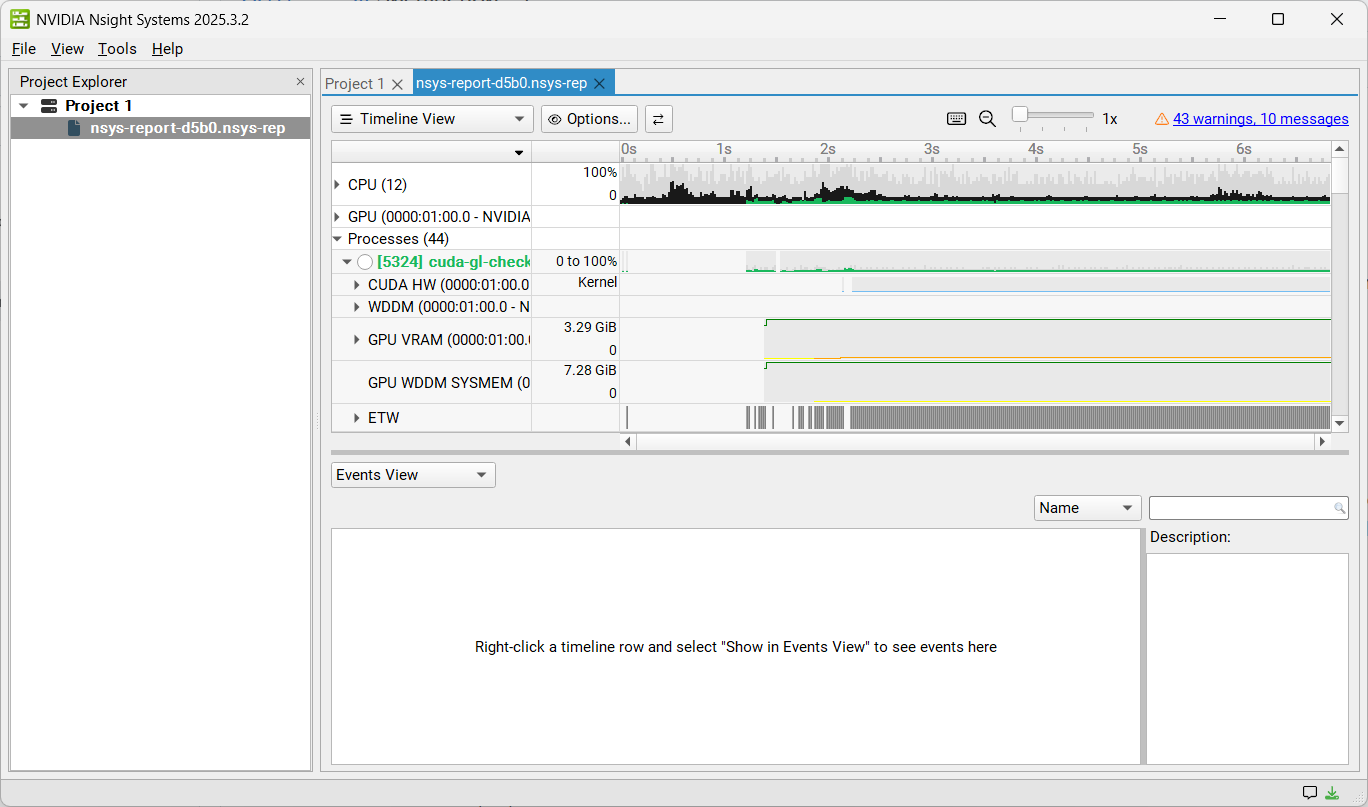 NVIDIA Nsight Systems 2025.3.2
File View Tools Help
Project Explorer
Project 1
nsys-report-d5b0.nsys-rep
Project 1
nsys-report-d5b0.nsys-rep
Timeline View
Options...
1x
43 warnings, 10 messages
0s 1s 2s 3s 4s 5s 6s
CPU (12)
100%
0
GPU (0000:01:00.0 - NVIDIA
Processes (44)
[5324] cuda-gl-check
0 to 100%
CUDA HW (0000:01:00.0
Kernel
WDDM (0000:01:00.0 - N
GPU VRAM (0000:01:00.
3.29 GiB
0
GPU WDDM SYSMEM (0
7.28 GiB
0
ETW
Events View
Name
Description:
Right-click a timeline row and select "Show in Events View" to see events here